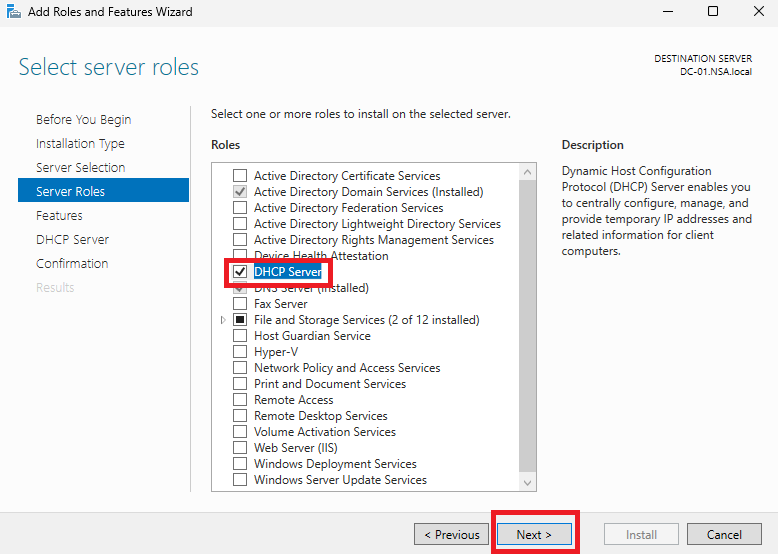 Add Roles and Features Wizard
Select server roles
DESTINATION SERVER
DC-01.NSA.local
Before You Begin
Installation Type
Server Selection
Server Roles
Features
DHCP Server
Confirmation
Results
Select one or more roles to install on the selected server.
Roles
Active Directory Certificate Services
Active Directory Domain Services (Installed)
Active Directory Federation Services
Active Directory Lightweight Directory Services
Active Directory Rights Management Services
Device Health Attestation
DHCP Server
DNS Server (Installed)
Fax Server
File and Storage Services (2 of 12 installed)
Host Guardian Service
Hyper-V
Network Policy and Access Services
Print and Document Services
Remote Access
Remote Desktop Services
Volume Activation Services
Web Server (IIS)
Windows Deployment Services
Windows Server Update Services
Description
Dynamic Host Configuration
Protocol (DHCP) Server enables you
to centrally configure, manage, and
provide temporary IP addresses and
related information for client
computers.
< Previous
Next >
Install
Cancel